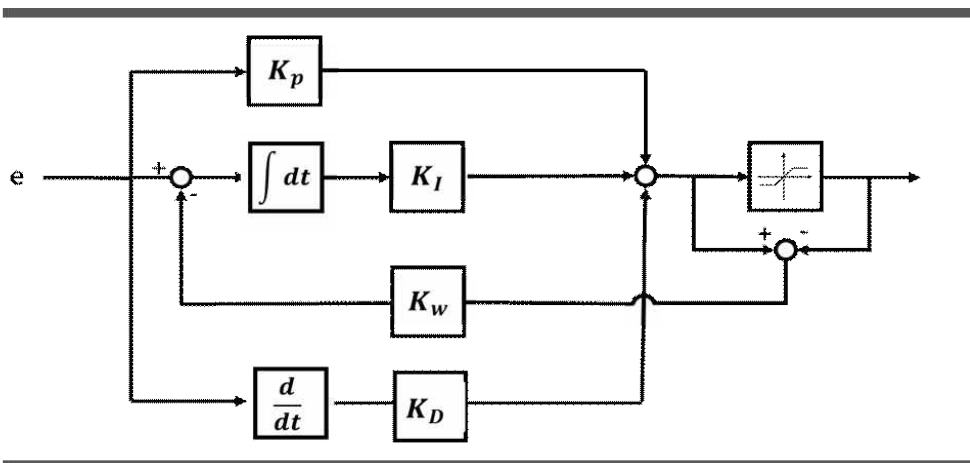 K_p
e + ∫ dt K_I
-
+ -
K_w
d/dt K_D